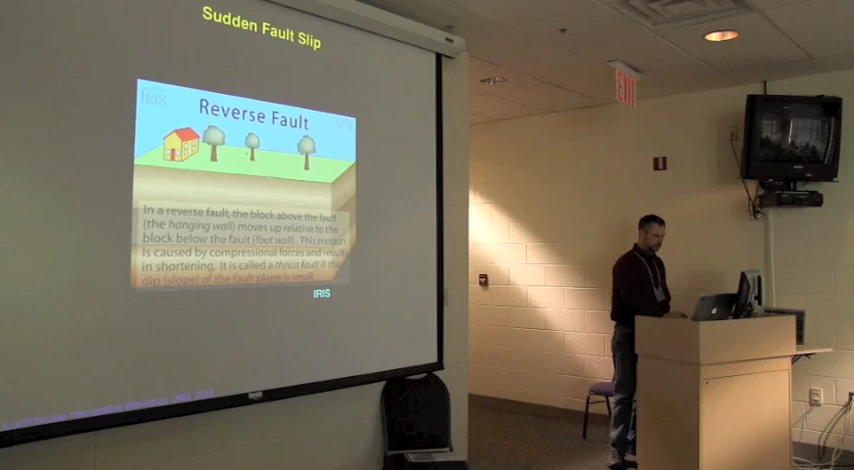 Sudden Fault Slip
IRIS
Reverse Fault
In a reverse fault, the block above the fault
(the hanging wall) moves up relative to the
block below the fault (foot wall). This motion
is caused by compressional forces and results
in shortening. It is called a thrust fault if the
dip (slope) of the fault plane is small.
IRIS
EXIT